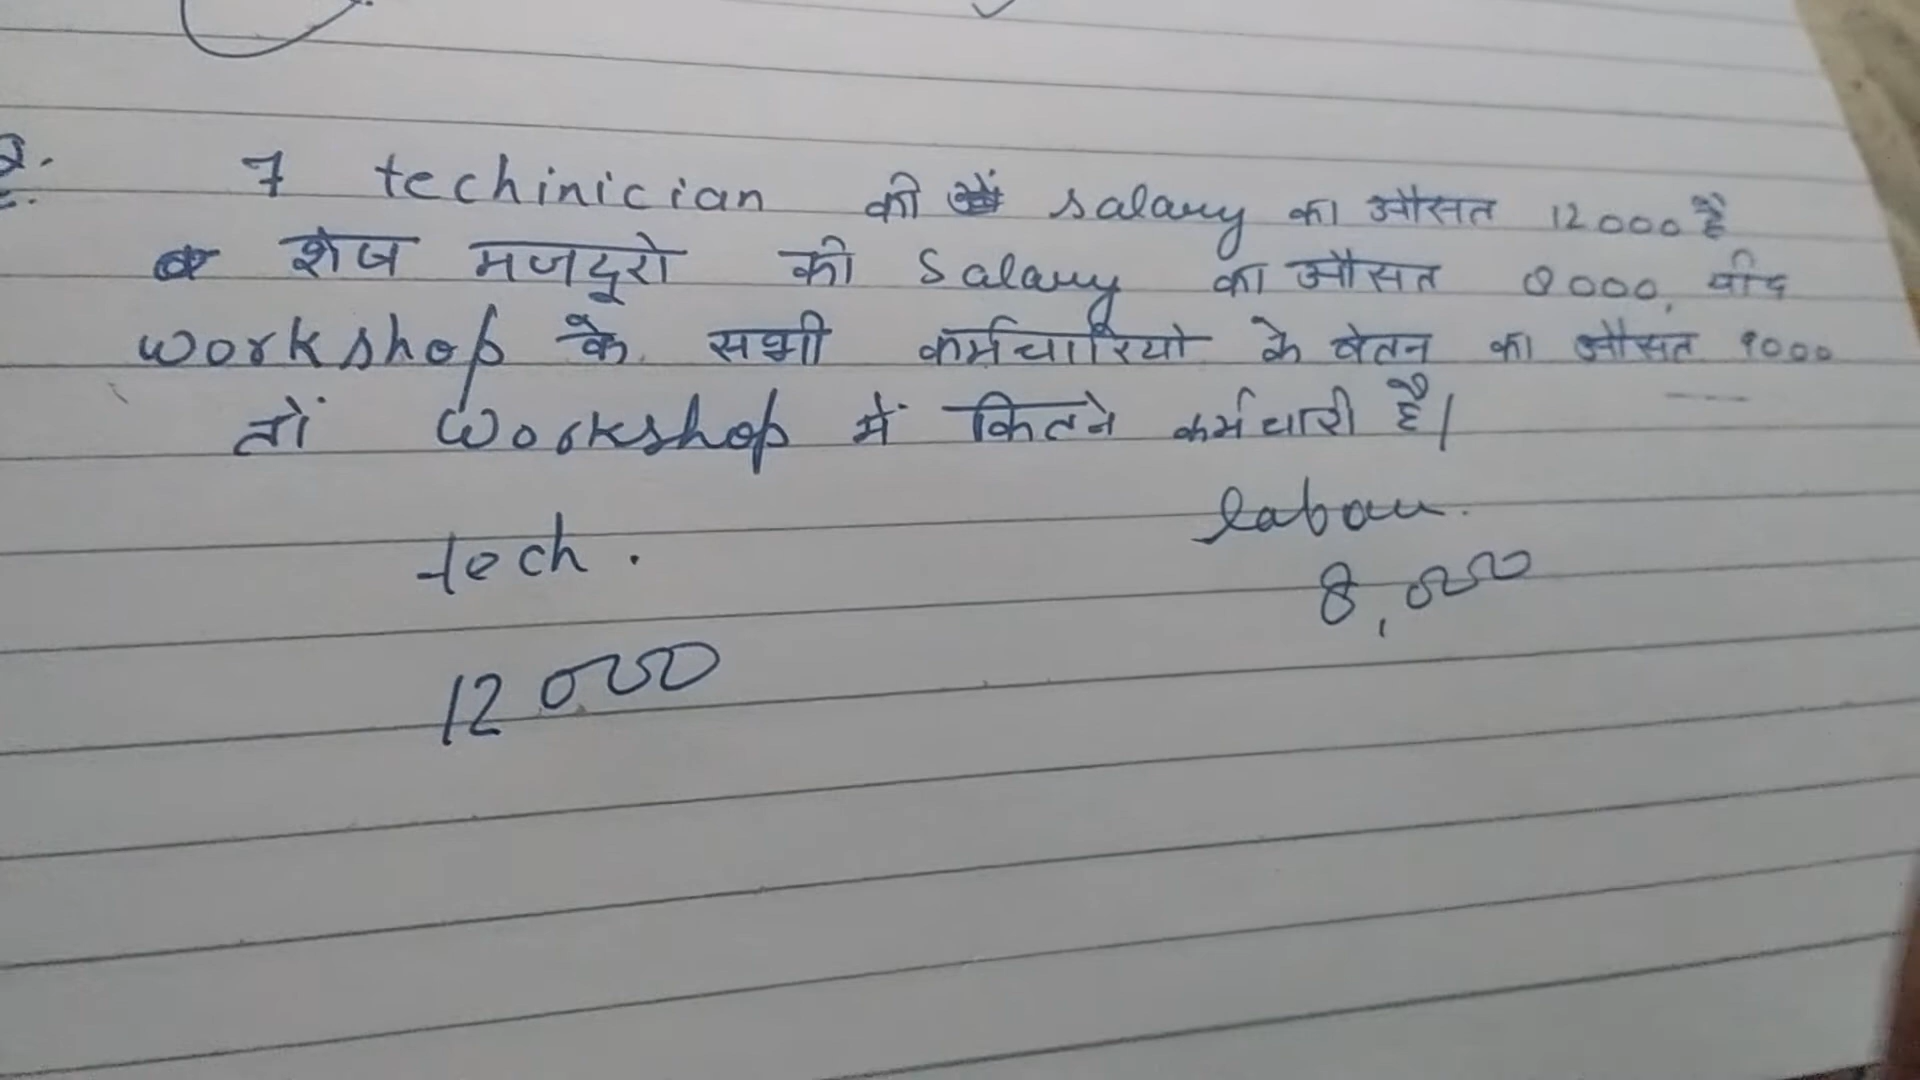 2. 7 techinician की salary का औसत 12000 है
शेष मजदूरो की Salary का औसत 8000, यदि
workshop के सभी कर्मचारियो के वेतन का औसत 9000
तो Workshop में कितने कर्मचारी है।
tech. labour.
12000 8,000